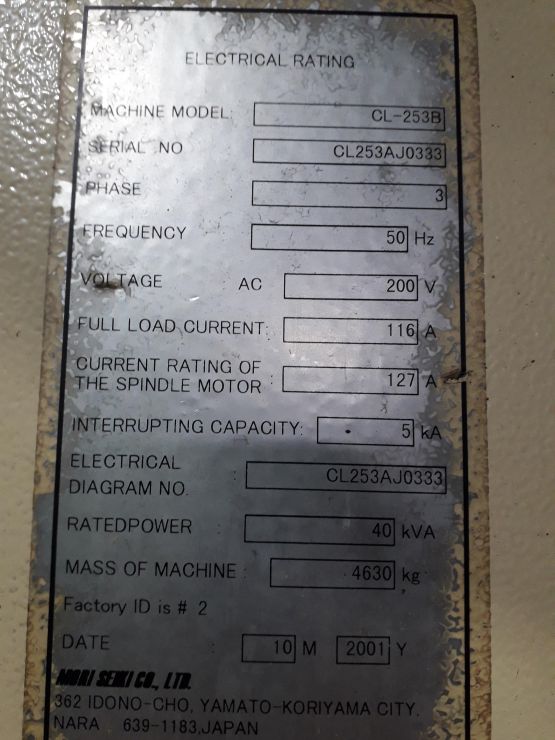 ELECTRICAL RATING
MACHINE MODEL: CL-253B
SERIAL NO CL253AJ0333
PHASE 3
FREQUENCY 50 Hz
VOLTAGE AC 200 V
FULL LOAD CURRENT: 116 A
CURRENT RATING OF
THE SPINDLE MOTOR : 127 A
INTERRUPTING CAPACITY: 5 kA
ELECTRICAL
DIAGRAM NO. : CL253AJ0333
RATEDPOWER : 40 kVA
MASS OF MACHINE : 4630 kg
Factory ID is # 2
DATE : 10 M 2001 Y
MORI SEIKI CO., LTD.
362 IDONO-CHO, YAMATO-KORIYAMA CITY,
NARA 639-1183,JAPAN